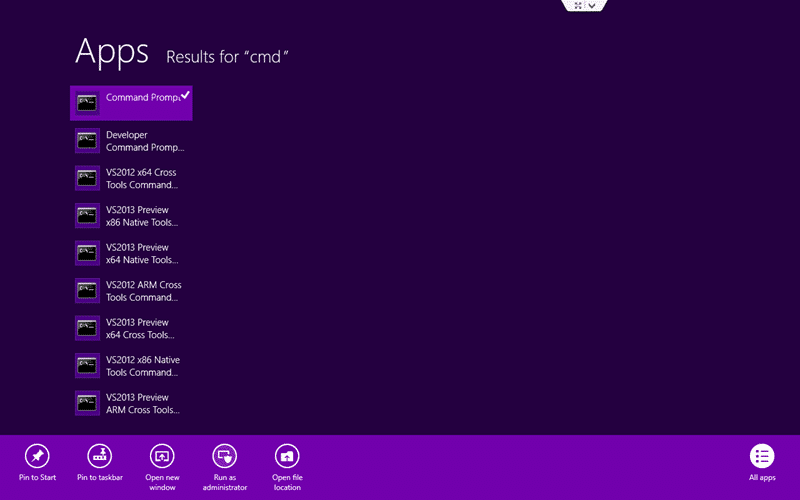 Apps Results for “cmd”
Command Promp
Developer
Command Promp...
VS2012 x64 Cross
Tools Command...
VS2013 Preview
x86 Native Tools...
VS2013 Preview
x64 Native Tools...
VS2012 ARM Cross
Tools Command...
VS2013 Preview
x64 Cross Tools...
VS2012 x86 Native
Tools Command...
VS2013 Preview
ARM Cross Tools...
Pin to Start
Pin to taskbar
Open new
window
Run as
administrator
Open file
location
All apps